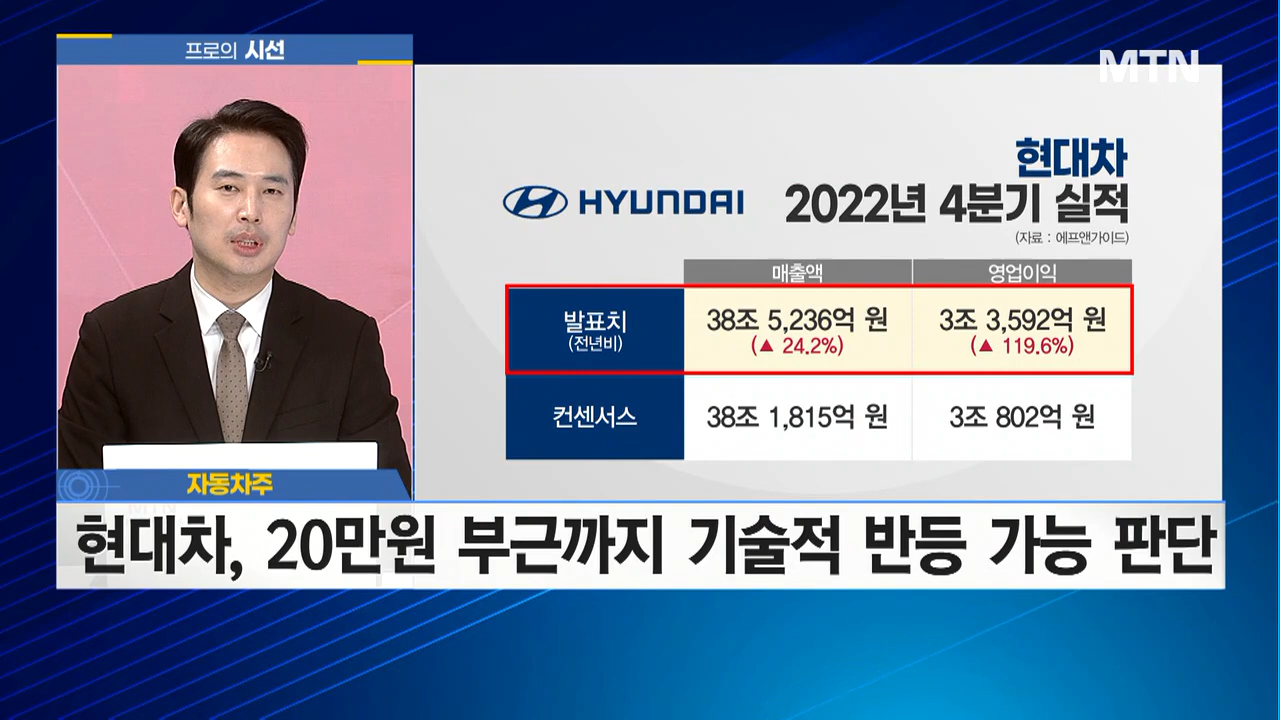 프로의 시선
MTN
현대차
HYUNDAI
2022년 4분기 실적
(자료 : 에프앤가이드)
매출액 영업이익
발표치 38조 5,236억 원 3조 3,592억 원
(전년비) (▲ 24.2%) (▲ 119.6%)
컨센서스 38조 1,815억 원 3조 802억 원
자동차주
MTN
현대차, 20만원 부근까지 기술적 반등 가능 판단